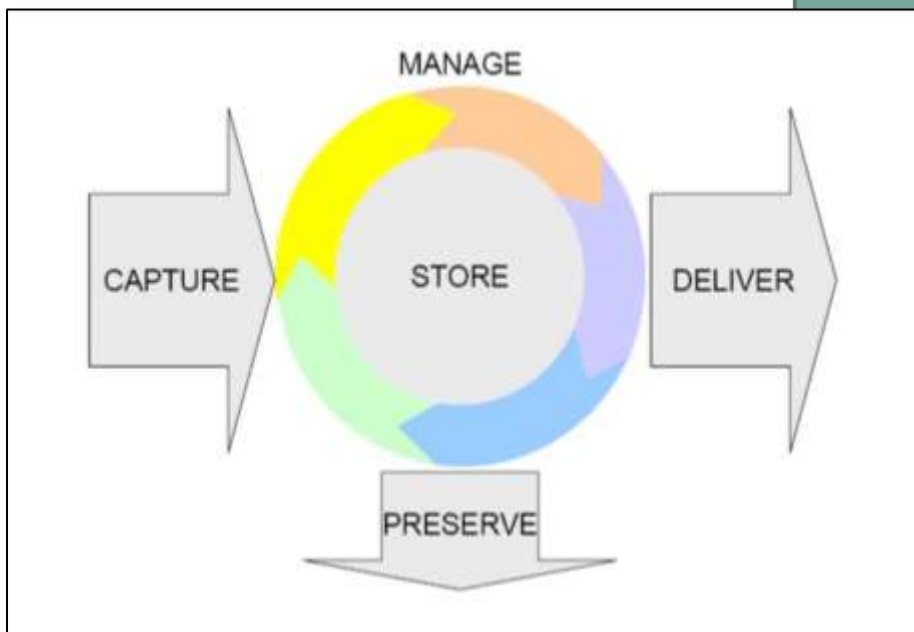 MANAGE
CAPTURE
STORE
DELIVER
PRESERVE